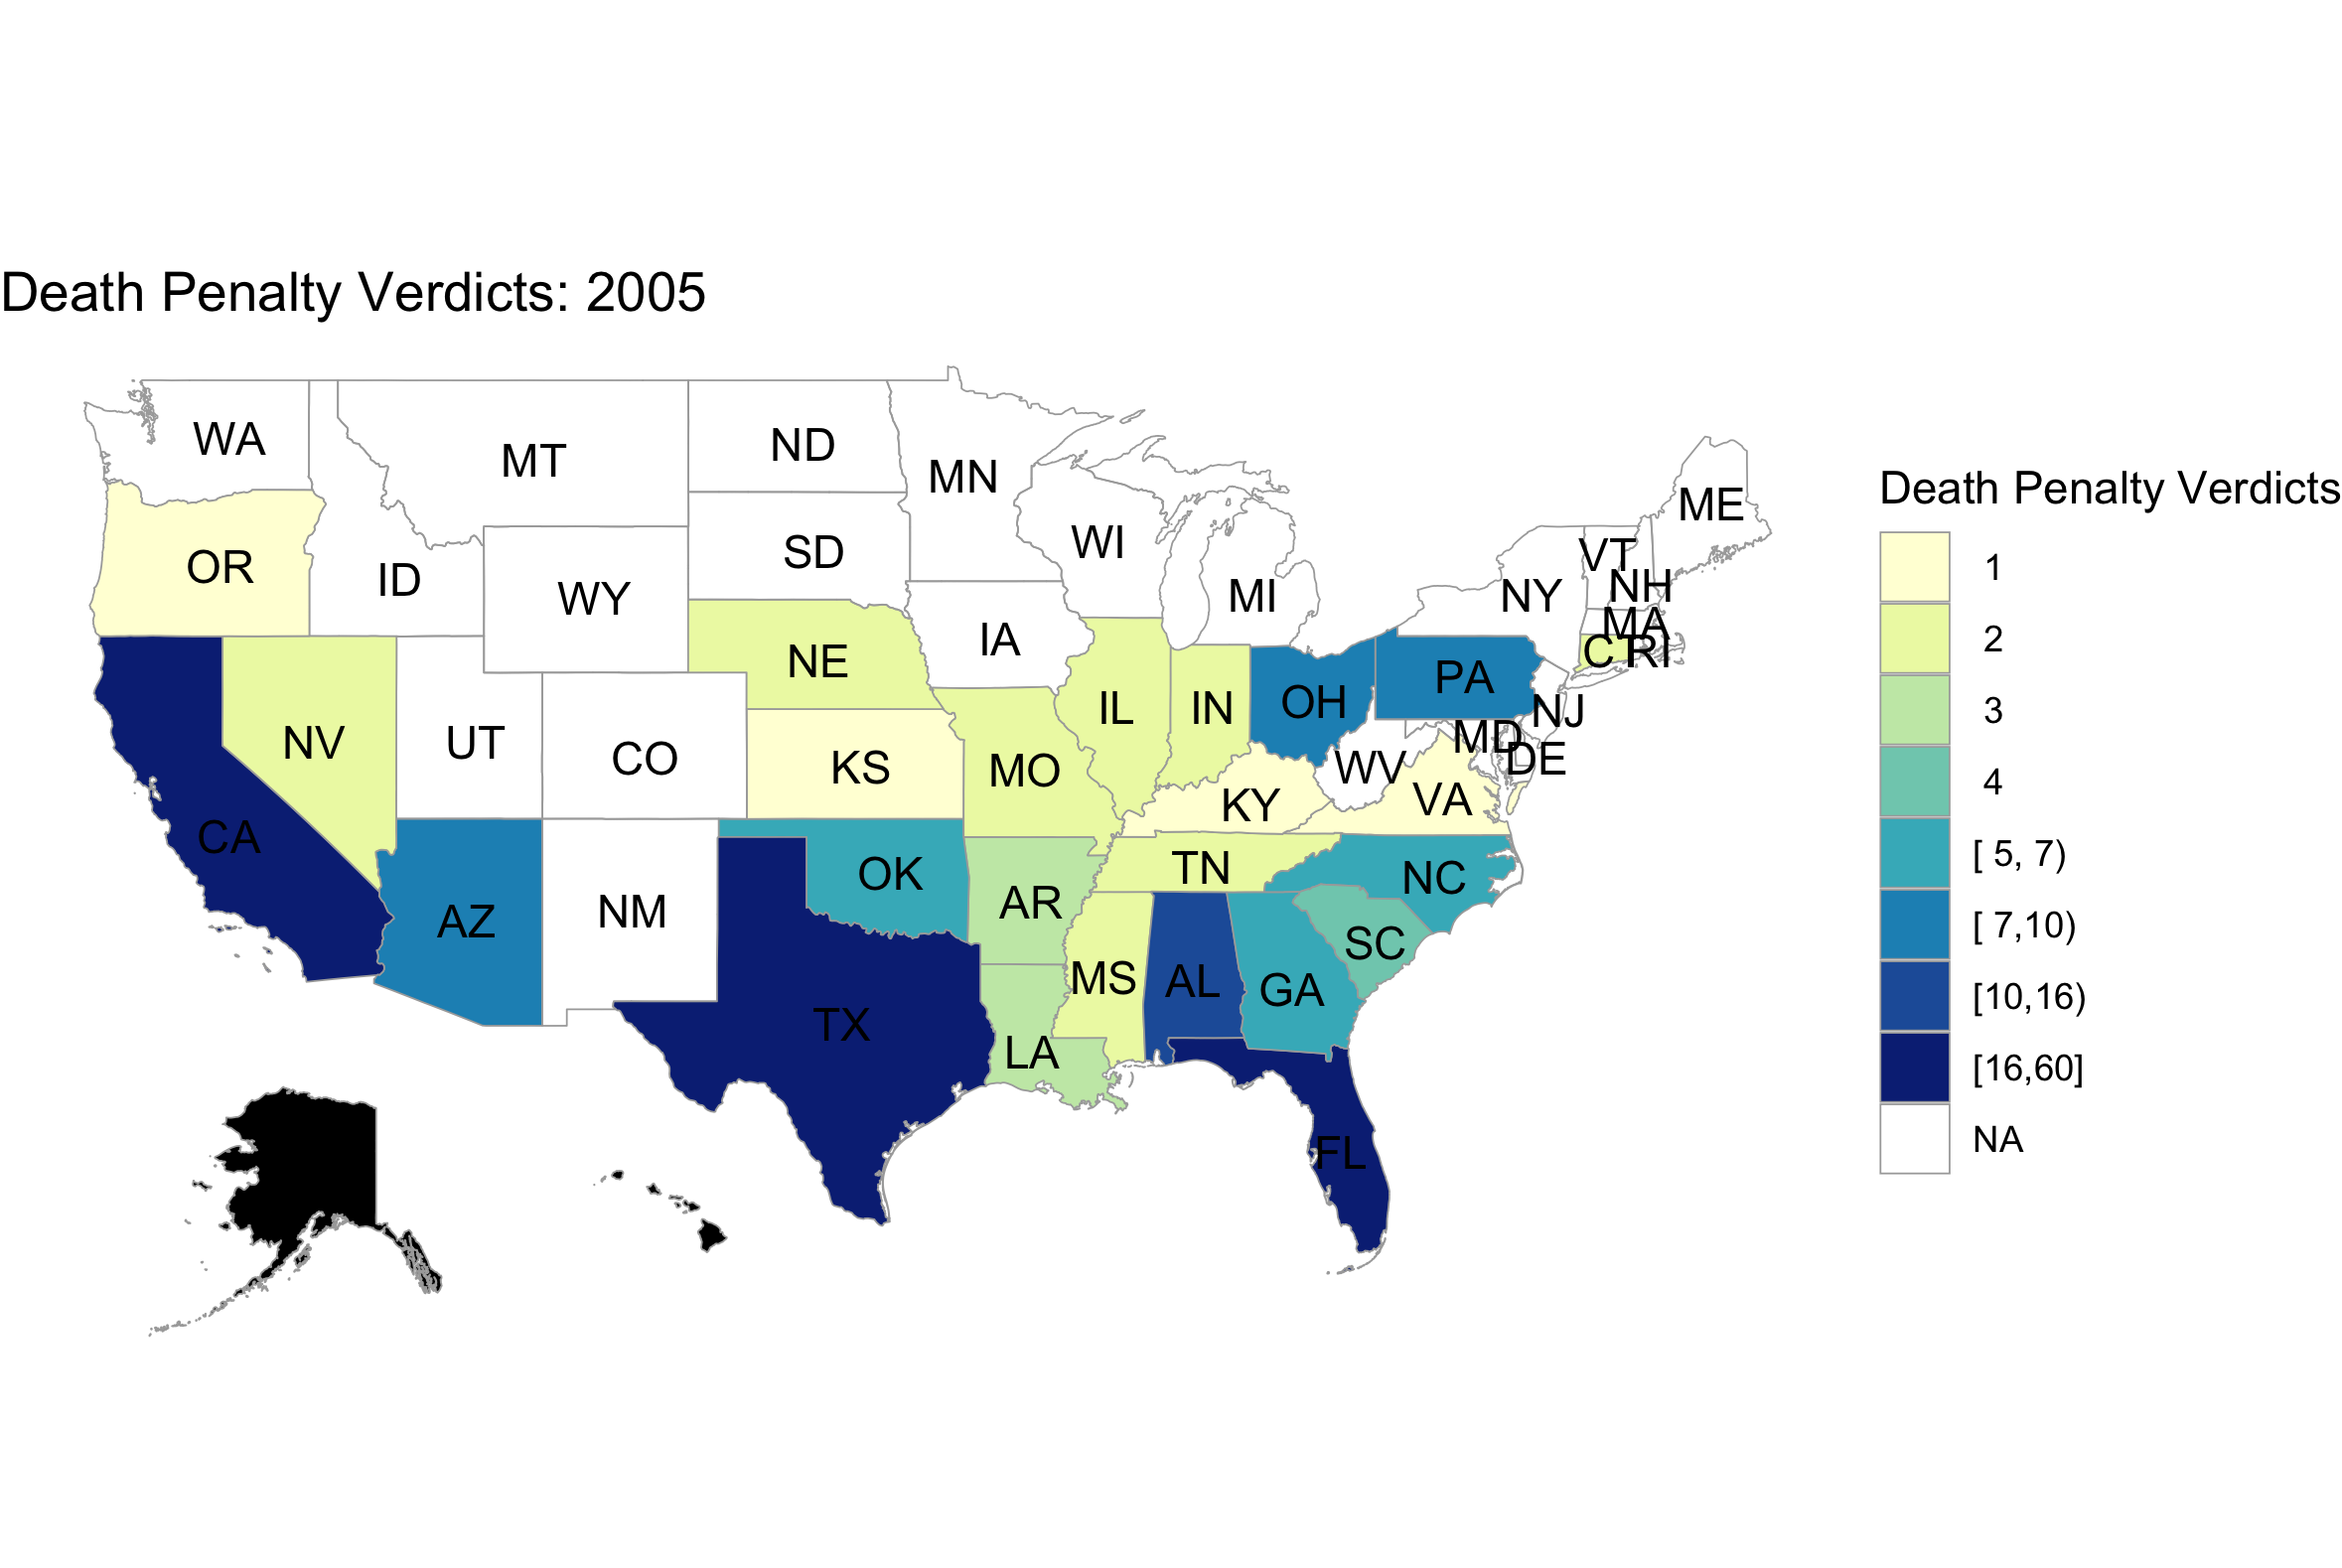 Death Penalty Verdicts: 2005
WA
MT
ND
MN
ME
OR
ID
WY
SD
WI
MI
NY
VT
NH
MA
CT
RI
NE
IA
PA
NJ
NV
UT
CO
KS
MO
IL
IN
OH
MD
DE
WV
VA
KY
CA
AZ
NM
OK
AR
TN
NC
SC
TX
LA
MS
AL
GA
FL
Death Penalty Verdicts
1
2
3
4
[ 5, 7)
[ 7,10)
[10,16)
[16,60]
NA